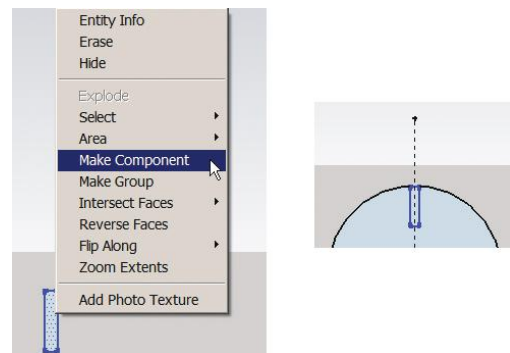 Entity Info
Erase
Hide
Explode
Select
Area
Make Component
Make Group
Intersect Faces
Reverse Faces
Flip Along
Zoom Extents
Add Photo Texture